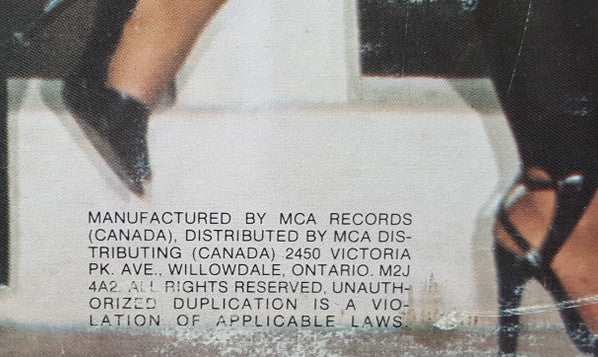 MANUFACTURED BY MCA RECORDS
(CANADA), DISTRIBUTED BY MCA DIS-
TRIBUTING (CANADA) 2450 VICTORIA
PK. AVE., WILLOWDALE, ONTARIO. M2J
4A2. ALL RIGHTS RESERVED, UNAUTH-
ORIZED DUPLICATION IS A VIO-
LATION OF APPLICABLE LAWS.